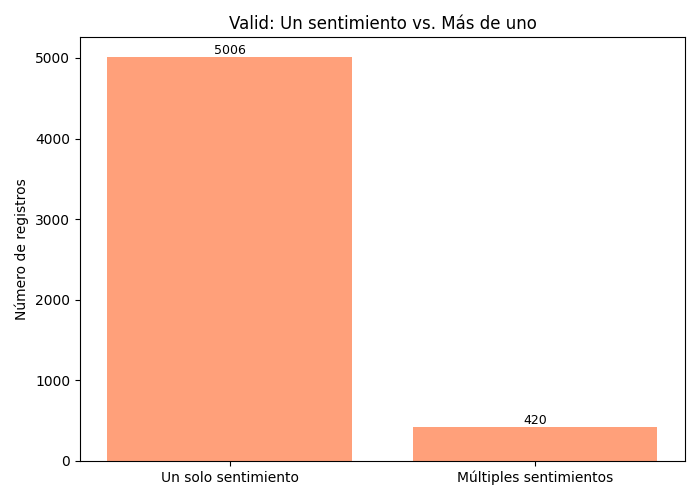 Valid: Un sentimiento vs. Más de uno
Número de registros
5000
4000
3000
2000
1000
0
5006
420
Un solo sentimiento
Múltiples sentimientos